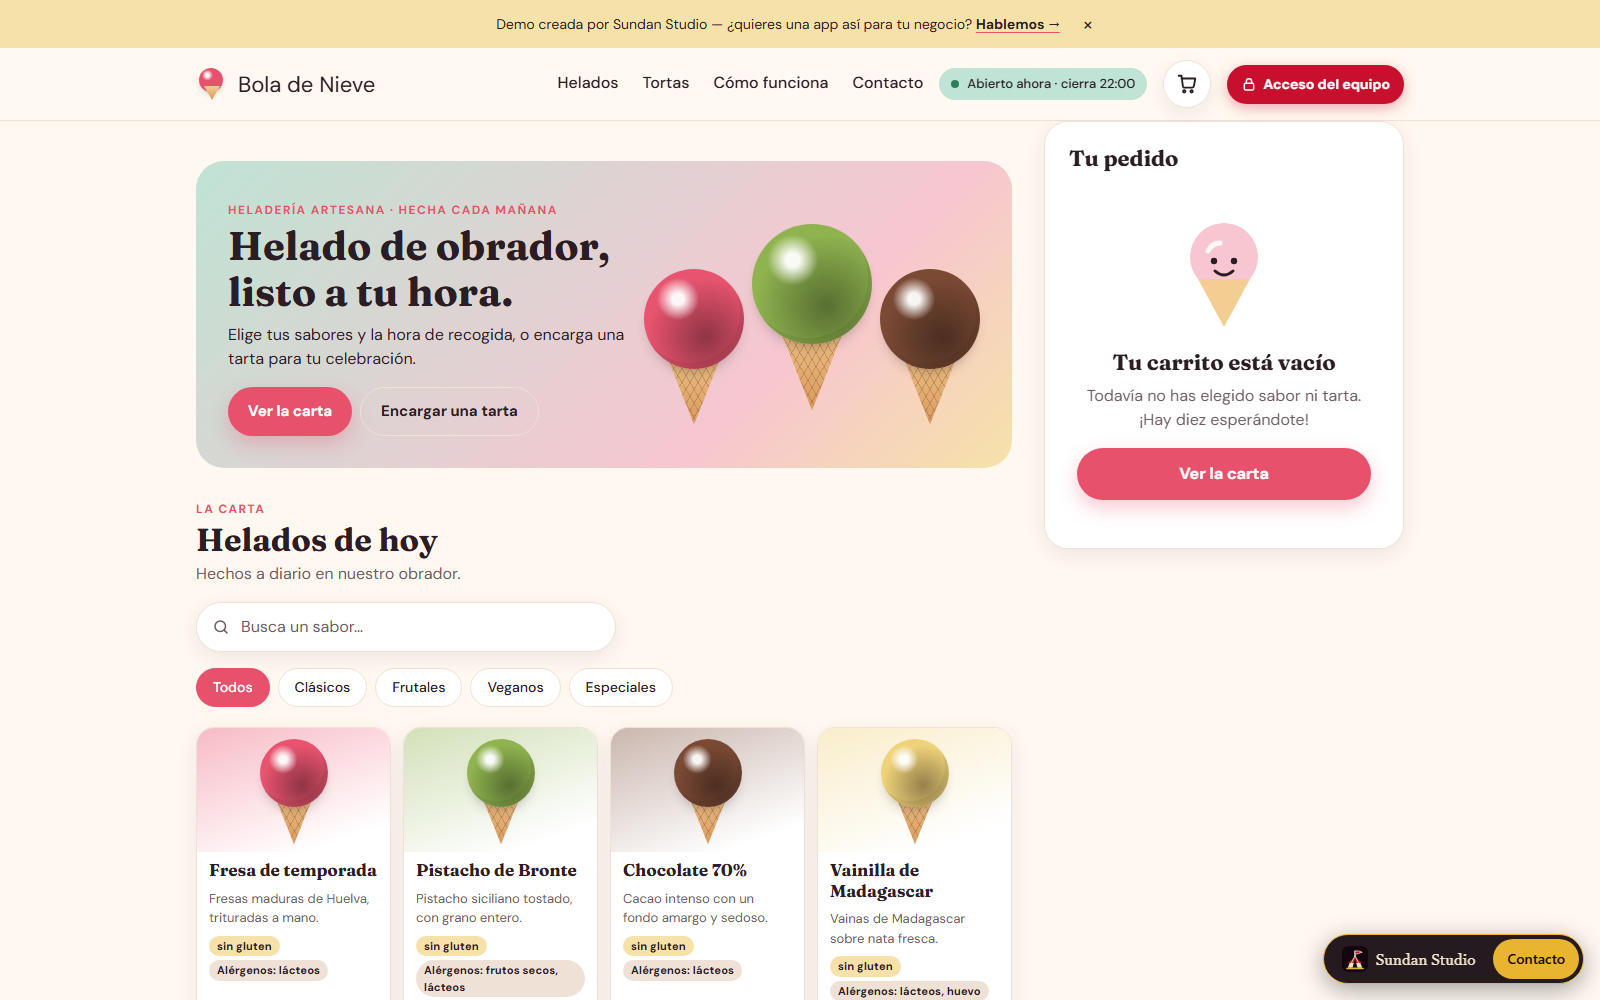 Demo creada por Sundan Studio — ¿quieres una app así para tu negocio? Hablemos → ×
Bola de Nieve
Helados Tortas Cómo funciona Contacto
Abierto ahora · cierra 22:00
Acceso del equipo
HELADERÍA ARTESANA · HECHA CADA MAÑANA
Helado de obrador,
listo a tu hora.
Elige tus sabores y la hora de recogida, o encarga una
tarta para tu celebración.
Ver la carta
Encargar una tarta
Tu pedido
Tu carrito está vacío
Todavía no has elegido sabor ni tarta.
¡Hay diez esperándote!
Ver la carta
LA CARTA
Helados de hoy
Hechos a diario en nuestro obrador.
Busca un sabor...
Todos Clásicos Frutales Veganos Especiales
Fresa de temporada
Fresas maduras de Huelva,
trituradas a mano.
sin gluten
Alérgenos: lácteos
Pistacho de Bronte
Pistacho siciliano tostado,
con grano entero.
sin gluten
Alérgenos: frutos secos,
lácteos
Chocolate 70%
Cacao intenso con un
fondo amargo y sedoso.
sin gluten
Alérgenos: lácteos
Vainilla de
Madagascar
Vainas de Madagascar
sobre nata fresca.
sin gluten
Alérgenos: lácteos, huevo
Sundan Studio
Contacto